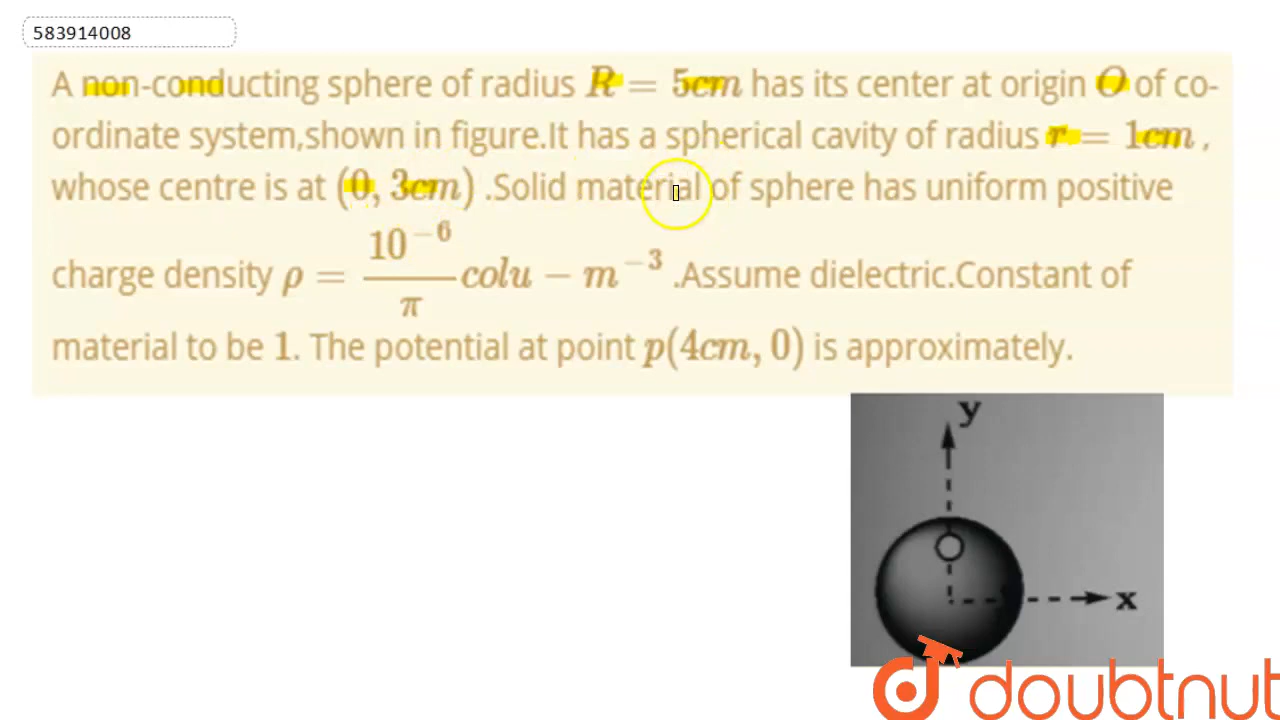 583914008
A non-conducting sphere of radius R = 5cm has its center at origin O of co-
ordinate system,shown in figure.It has a spherical cavity of radius r = 1cm ,
whose centre is at (0, 3cm) .Solid material of sphere has uniform positive
charge density ρ = 10⁻⁶/π colu − m⁻³ .Assume dielectric.Constant of
material to be 1. The potential at point p(4cm, 0) is approximately.
y
x
doubtnut